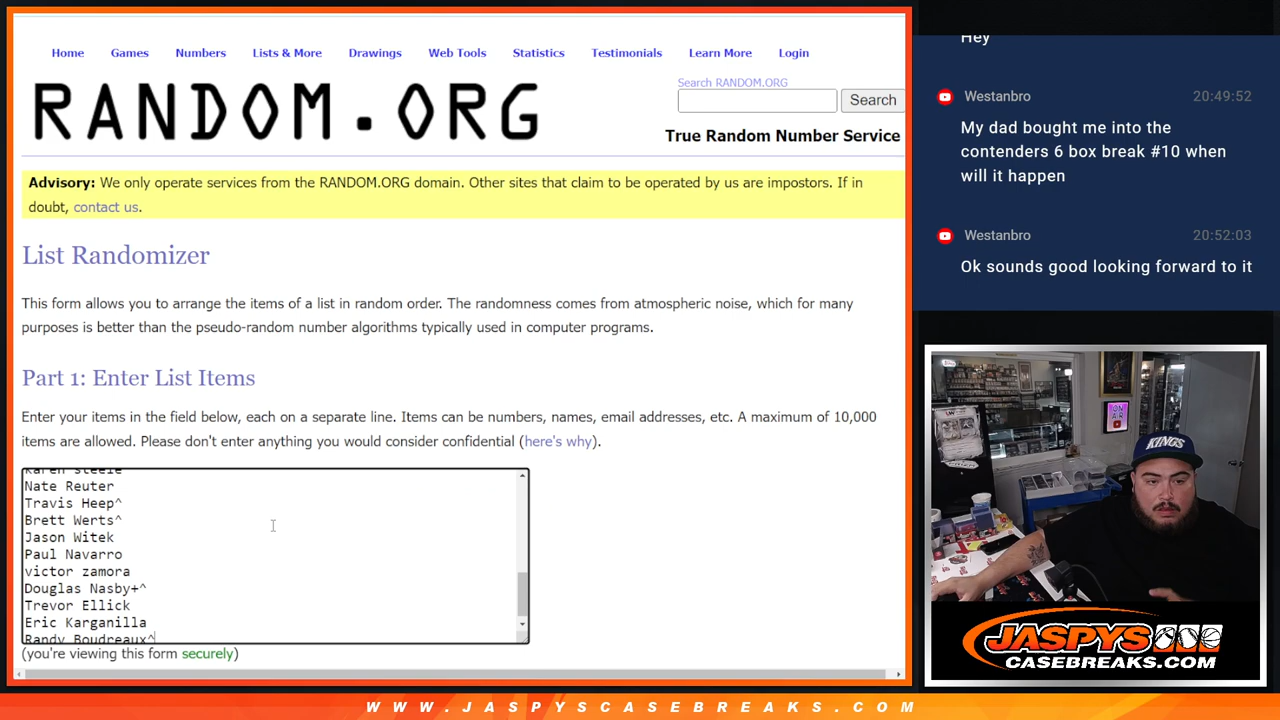 Home Games Numbers Lists & More Drawings Web Tools Statistics Testimonials Learn More Login
RANDOM.ORG
Search RANDOM.ORG
Search
True Random Number Service
Advisory: We only operate services from the RANDOM.ORG domain. Other sites that claim to be operated by us are impostors. If in
doubt, contact us.
List Randomizer
This form allows you to arrange the items of a list in random order. The randomness comes from atmospheric noise, which for many
purposes is better than the pseudo-random number algorithms typically used in computer programs.
Part 1: Enter List Items
Enter your items in the field below, each on a separate line. Items can be numbers, names, email addresses, etc. A maximum of 10,000
items are allowed. Please don't enter anything you would consider confidential (here's why).
karen steele
Nate Reuter
Travis Heep^
Brett Werts^
Jason Witek
Paul Navarro
victor zamora
Douglas Nasby+^
Trevor Ellick
Eric Karganilla
Randy Boudreaux^
(you're viewing this form securely)
Hey
Westanbro 20:49:52
My dad bought me into the
contenders 6 box break #10 when
will it happen
Westanbro 20:52:03
Ok sounds good looking forward to it
KINGS
JASPYS
CASEBREAKS.COM
WWW.JASPYSCASEBREAKS.COM